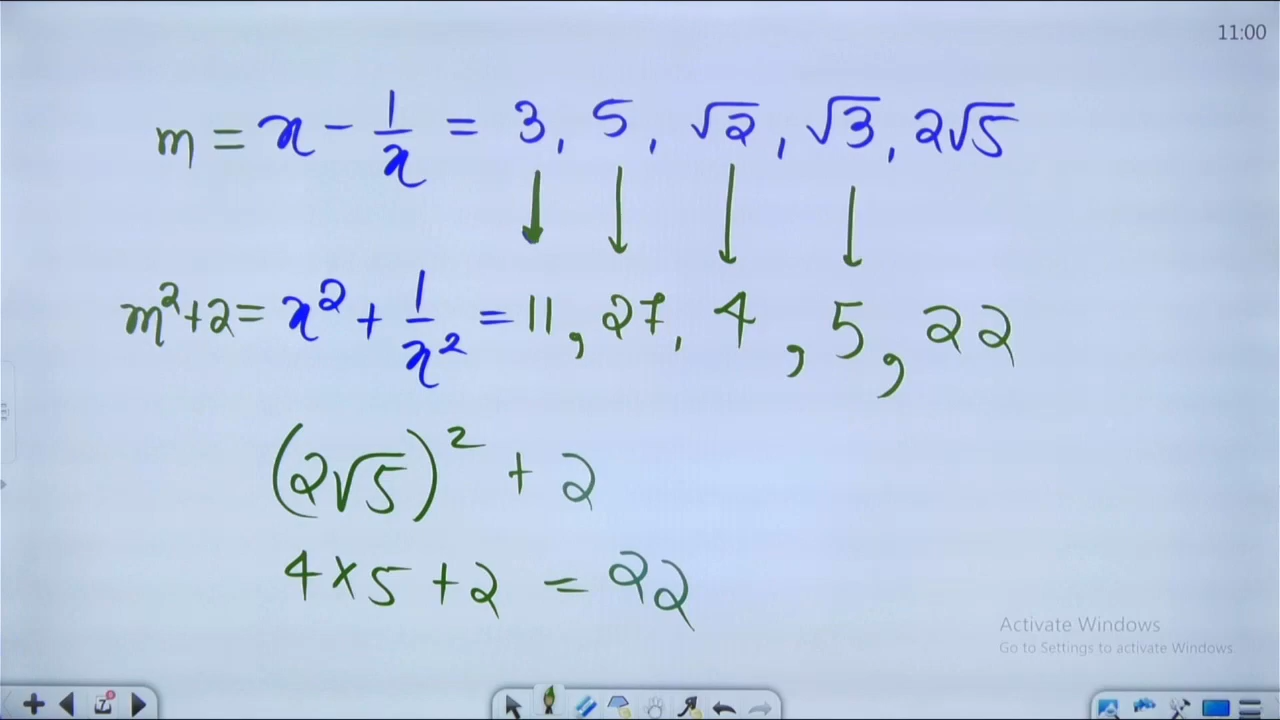 11:00
m = x - 1/x = 3, 5, √2, √3, 2√5
m²+2 = x² + 1/x² = 11, 27, 4, 5, 22
(2√5)² + 2
4×5 + 2 = 22
Activate Windows
Go to Settings to activate Windows.